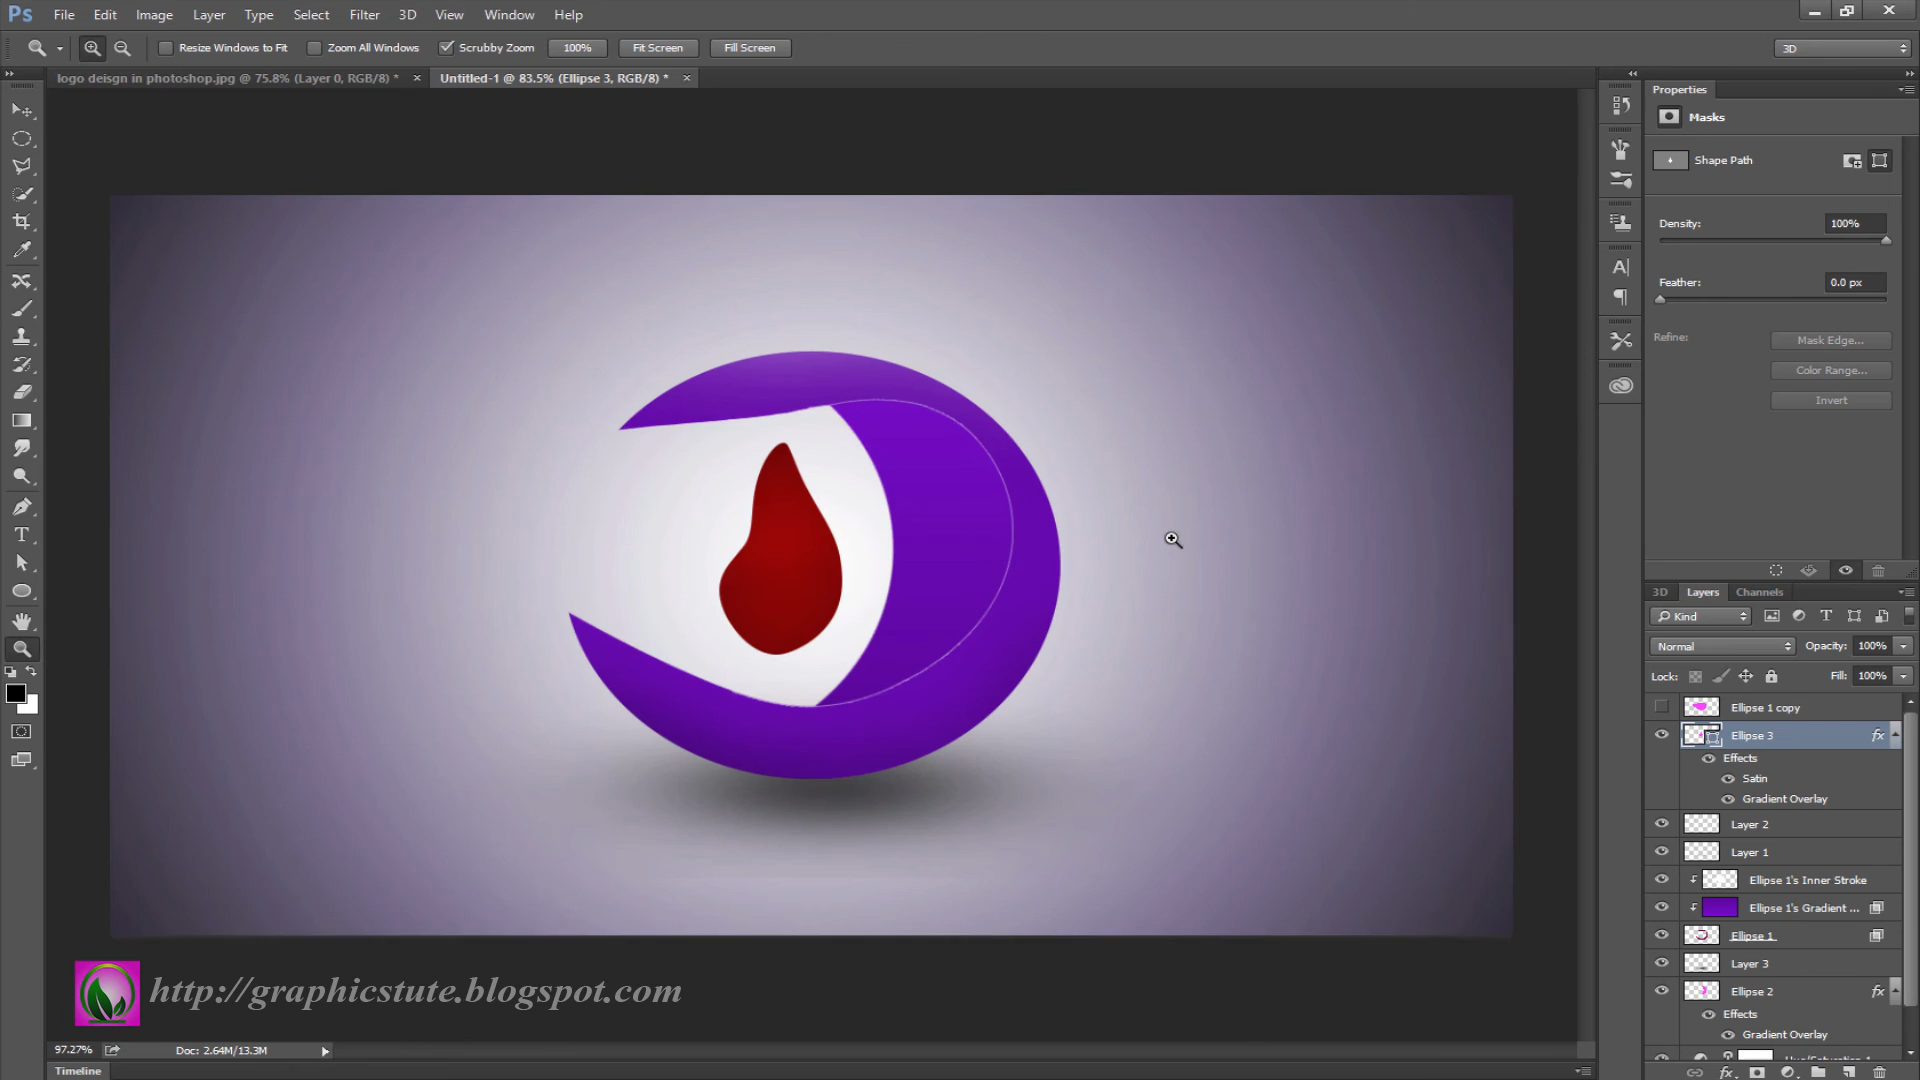 Ps File Edit Image Layer Type Select Filter 3D View Window Help
Resize Windows to Fit Zoom All Windows Scrubby Zoom 100% Fit Screen Fill Screen 3D
logo deisgn in photoshop.jpg @ 75.8% (Layer 0, RGB/8) * × Untitled-1 @ 83.5% (Ellipse 3, RGB/8) * ×
Properties
Masks
Shape Path
Density: 100%
Feather: 0.0 px
Refine: Mask Edge...
Color Range...
Invert
3D Layers Channels
Kind
Normal Opacity: 100%
Lock: Fill: 100%
Ellipse 1 copy
Ellipse 3 fx
Effects
Satin
Gradient Overlay
Layer 2
Layer 1
Ellipse 1's Inner Stroke
Ellipse 1's Gradient ...
Ellipse 1
Layer 3
Ellipse 2 fx
Effects
Gradient Overlay
http://graphicstute.blogspot.com
97.27% Doc: 2.64M/13.3M
Timeline